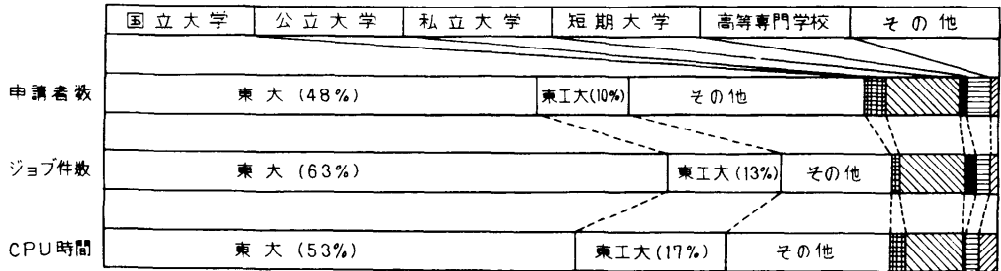 国立大学 公立大学 私立大学 短期大学 高等専門学校 その他
申請者数 東大(48%) 東工大(10%) その他
ジョブ件数 東大(63%) 東工大(13%) その他
CPU時間 東大(53%) 東工大(17%) その他